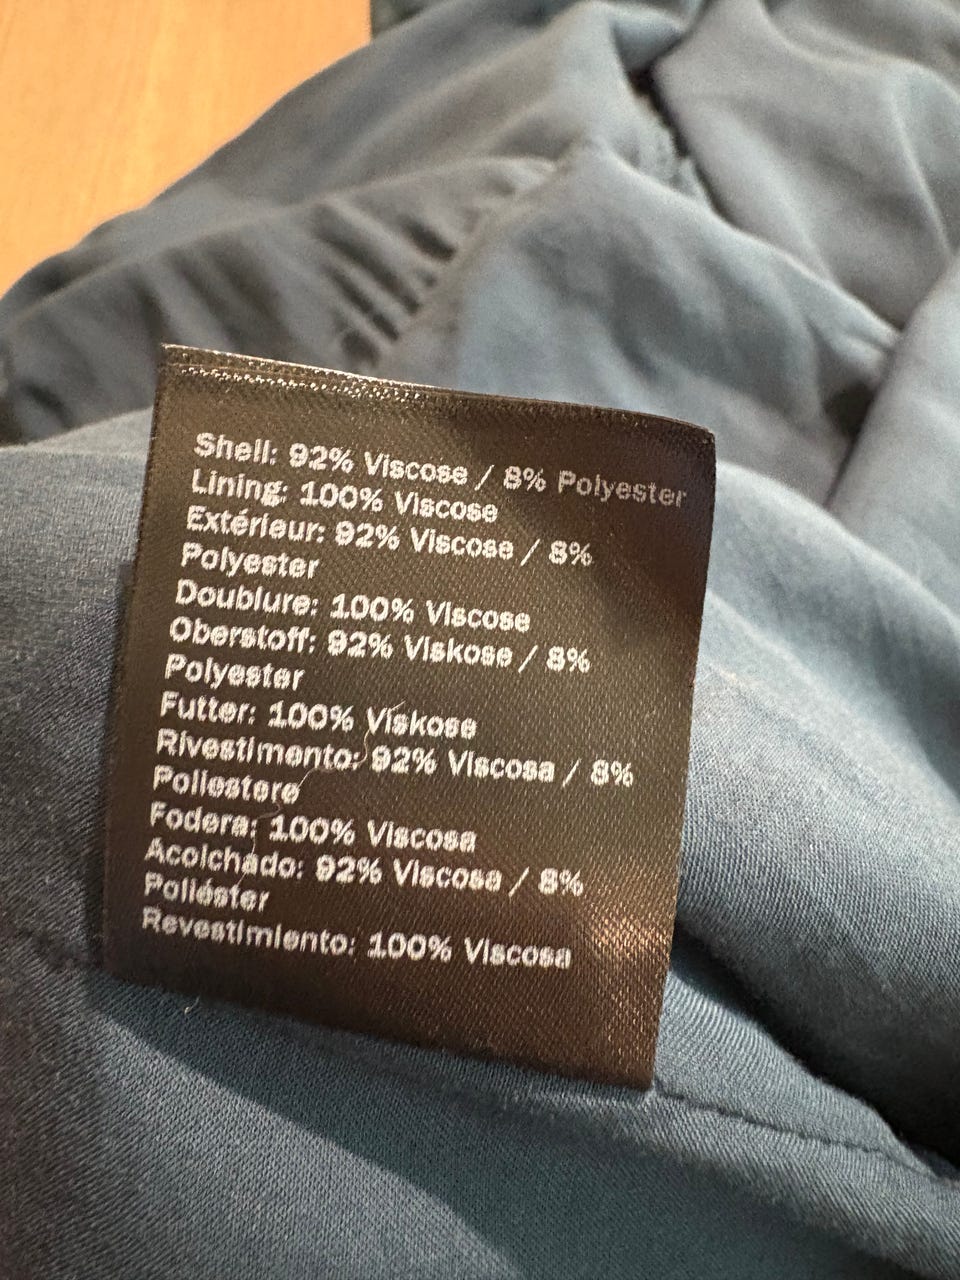 Shell: 92% Viscose / 8% Polyester
Lining: 100% Viscose
Extérieur: 92% Viscose / 8%
Polyester
Doublure: 100% Viscose
Oberstoff: 92% Viskose / 8%
Polyester
Futter: 100% Viskose
Rivestimento: 92% Viscosa / 8%
Poliestere
Fodera: 100% Viscosa
Acolchado: 92% Viscosa / 8%
Poliéster
Revestimiento: 100% Viscosa